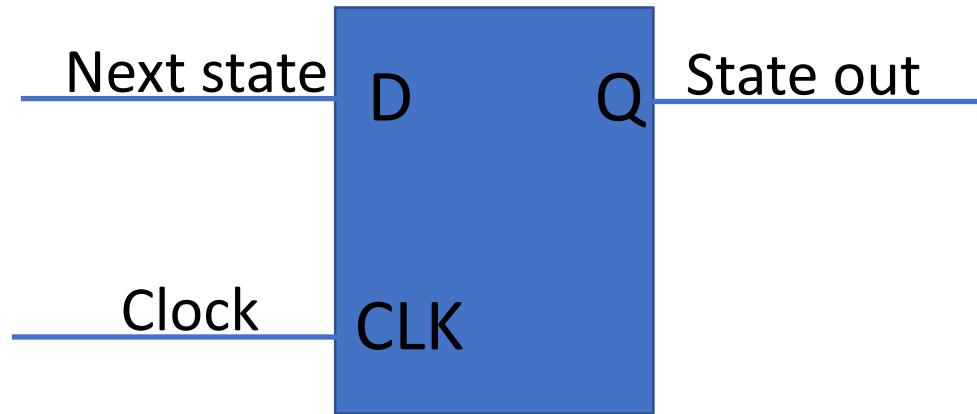 Next state
D
Q
State out
Clock
CLK